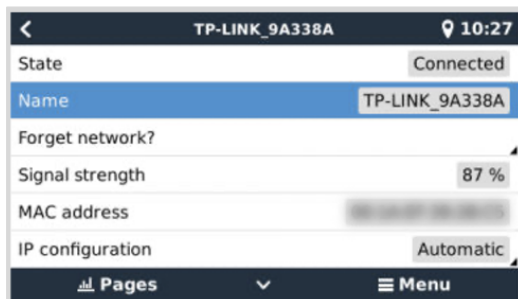 TP-LINK_9A338A 10:27
State Connected
Name TP-LINK_9A338A
Forget network?
Signal strength 87 %
MAC address
IP configuration Automatic
Pages Menu